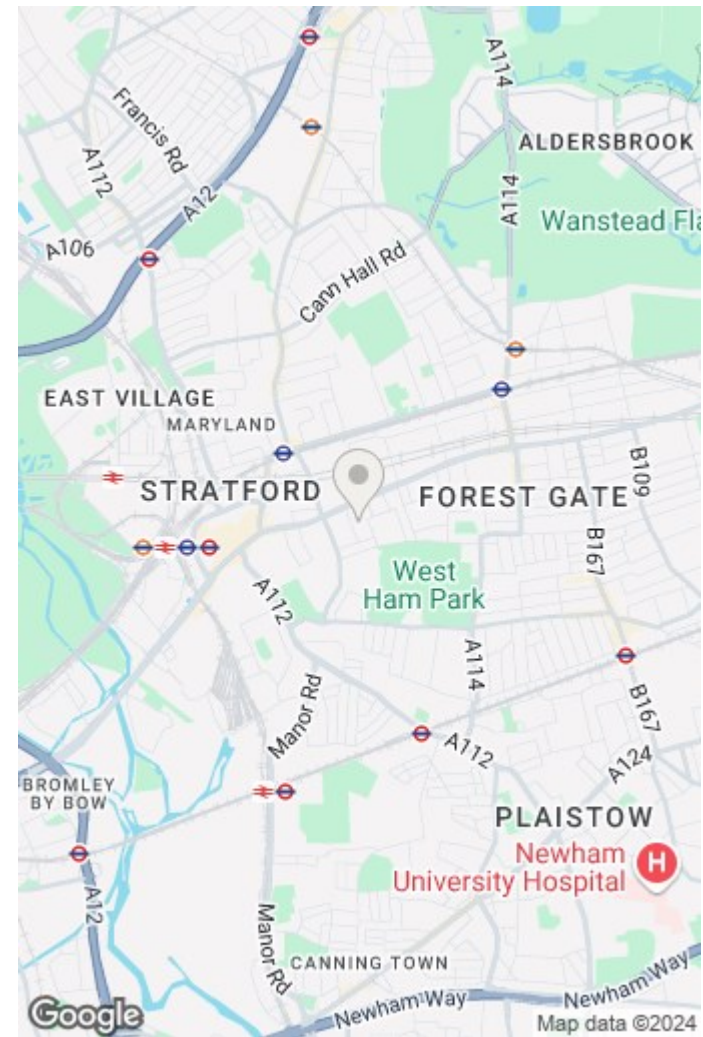 A114
Francis Rd
A112
ALDERSBROOK
A12
A114
Wanstead Fla
A106
Cann Hall Rd
EAST VILLAGE
MARYLAND
B109
STRATFORD
FOREST GATE
B167
West
Ham Park
A112
A114
Manor Rd
B167
A112
A124
BROMLEY
BY BOW
PLAISTOW
Newham
University Hospital
H
A12
Manor Rd
CANNING TOWN
Newham Way
Newham Way
Google
Map data ©2024